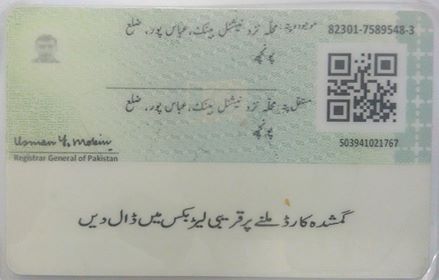 موجودہ پتہ: محلہ نزد نیشنل بینک، عباس پور، ضلع
پونچھ
82301-7589548-3
مستقل پتہ: محلہ نزد نیشنل بینک، عباس پور، ضلع
پونچھ
503941021767
Usman Y. Mobin
Registrar General of Pakistan
گمشدہ کارڈ ملنے پر قریبی لیٹر بکس میں ڈال دیں